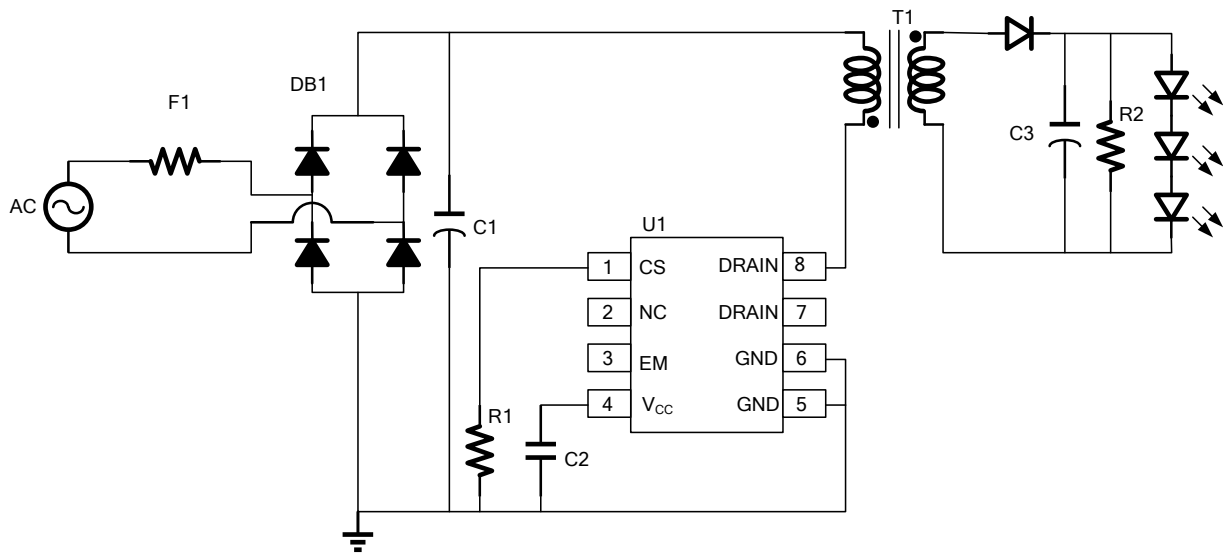 T1
DB1
F1
R2
C3
AC
C1
U1
1 CS DRAIN 8
2 NC DRAIN 7
3 EM GND 6
4 VCC GND 5
R1
C2